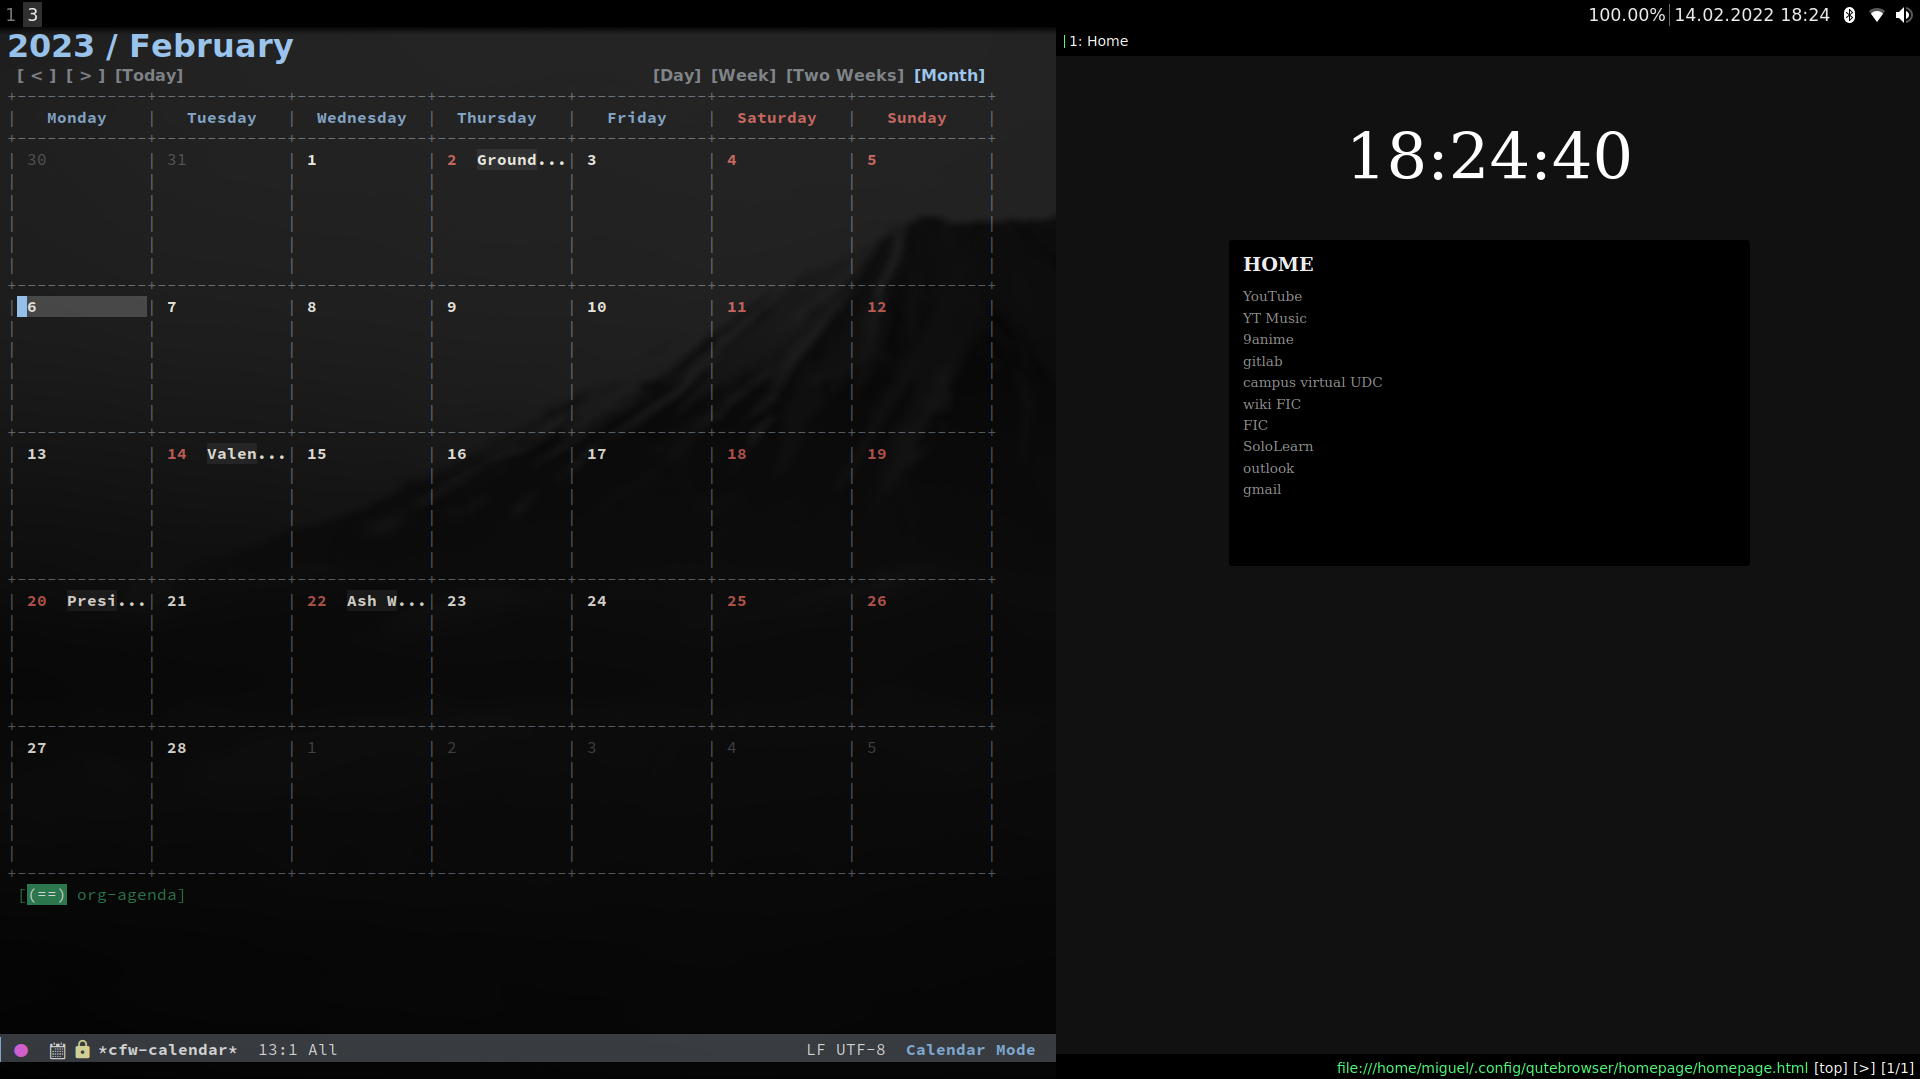 1 3 100.00% 14.02.2022 18:24
2023 / February
[ < ] [ > ] [Today] [Day] [Week] [Two Weeks] [Month]
Monday Tuesday Wednesday Thursday Friday Saturday Sunday
30 31 1 2 Ground... 3 4 5
6 7 8 9 10 11 12
13 14 Valen... 15 16 17 18 19
20 Presi... 21 22 Ash W... 23 24 25 26
27 28 1 2 3 4 5
[(==) org-agenda]
*cfw-calendar* 13:1 All LF UTF-8 Calendar Mode
1: Home
18:24:40
HOME
YouTube
YT Music
9anime
gitlab
campus virtual UDC
wiki FIC
FIC
SoloLearn
outlook
gmail
file:///home/miguel/.config/qutebrowser/homepage/homepage.html [top] [>] [1/1]